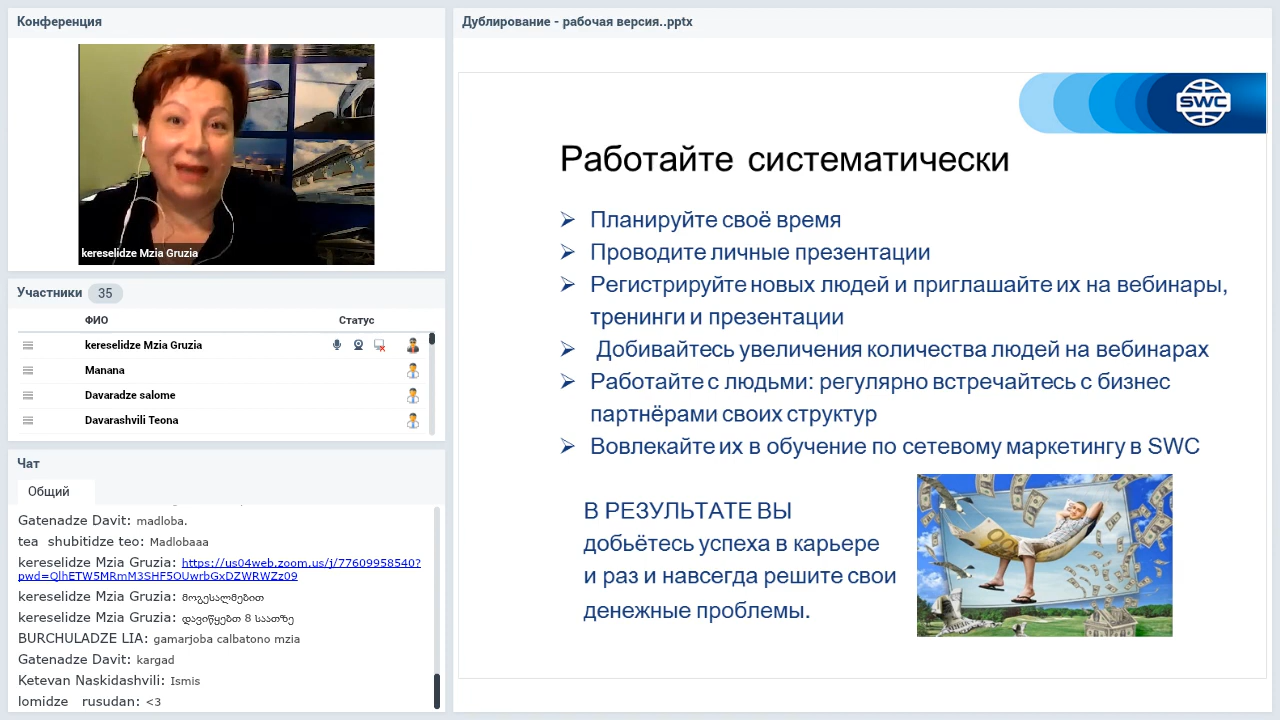 Конференция
kereselidze Mzia Gruzia
Участники 35
ФИО Статус
kereselidze Mzia Gruzia
Manana
Davaradze salome
Davarashvili Teona
Чат
Общий
Gatenadze Davit: madloba.
tea shubitidze teo: Madlobaaa
kereselidze Mzia Gruzia: https://us04web.zoom.us/j/77609958540?
pwd=QlhETW5MRmM3SHF5OUwrbGxDZWRWZz09
kereselidze Mzia Gruzia: მოგესალმებით
kereselidze Mzia Gruzia: დავიწყებთ 8 საათზე
BURCHULADZE LIA: gamarjoba calbatono mzia
Gatenadze Davit: kargad
Ketevan Naskidashvili: Ismis
lomidze rusudan: <3
Дублирование - рабочая версия..pptx
SWC
Работайте систематически
Планируйте своё время
Проводите личные презентации
Регистрируйте новых людей и приглашайте их на вебинары,
тренинги и презентации
Добивайтесь увеличения количества людей на вебинарах
Работайте с людьми: регулярно встречайтесь с бизнес
партнёрами своих структур
Вовлекайте их в обучение по сетевому маркетингу в SWC
В РЕЗУЛЬТАТЕ ВЫ
добьётесь успеха в карьере
и раз и навсегда решите свои
денежные проблемы.